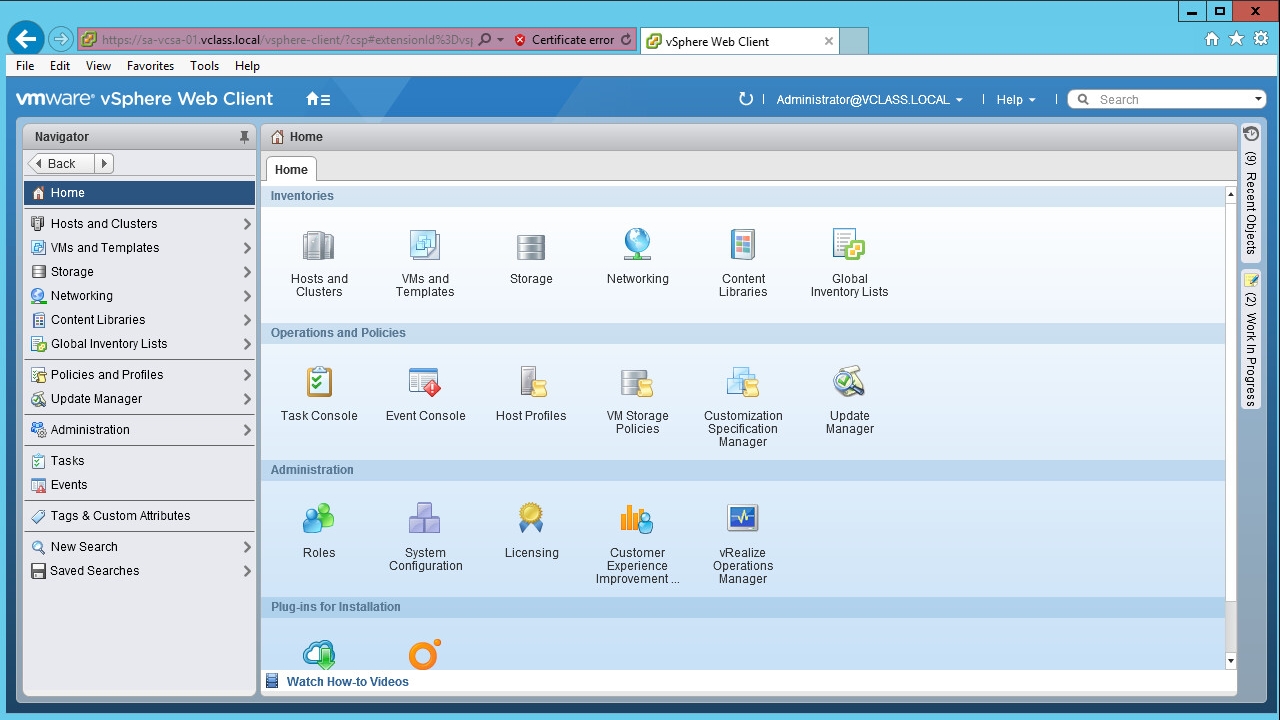 https://sa-vcsa-01.vclass.local/vsphere-client/?csp#extensionId%3Dvsp
Certificate error
vSphere Web Client
File Edit View Favorites Tools Help
vmware® vSphere Web Client
Administrator@VCLASS.LOCAL
Help
Search
Navigator
Back
Home
Hosts and Clusters
VMs and Templates
Storage
Networking
Content Libraries
Global Inventory Lists
Policies and Profiles
Update Manager
Administration
Tasks
Events
Tags & Custom Attributes
New Search
Saved Searches
Home
Home
Inventories
Hosts and
Clusters
VMs and
Templates
Storage
Networking
Content
Libraries
Global
Inventory Lists
Operations and Policies
Task Console
Event Console
Host Profiles
VM Storage
Policies
Customization
Specification
Manager
Update
Manager
Administration
Roles
System
Configuration
Licensing
Customer
Experience
Improvement ...
vRealize
Operations
Manager
Plug-ins for Installation
Watch How-to Videos
(9) Recent Objects
(2) Work In Progress